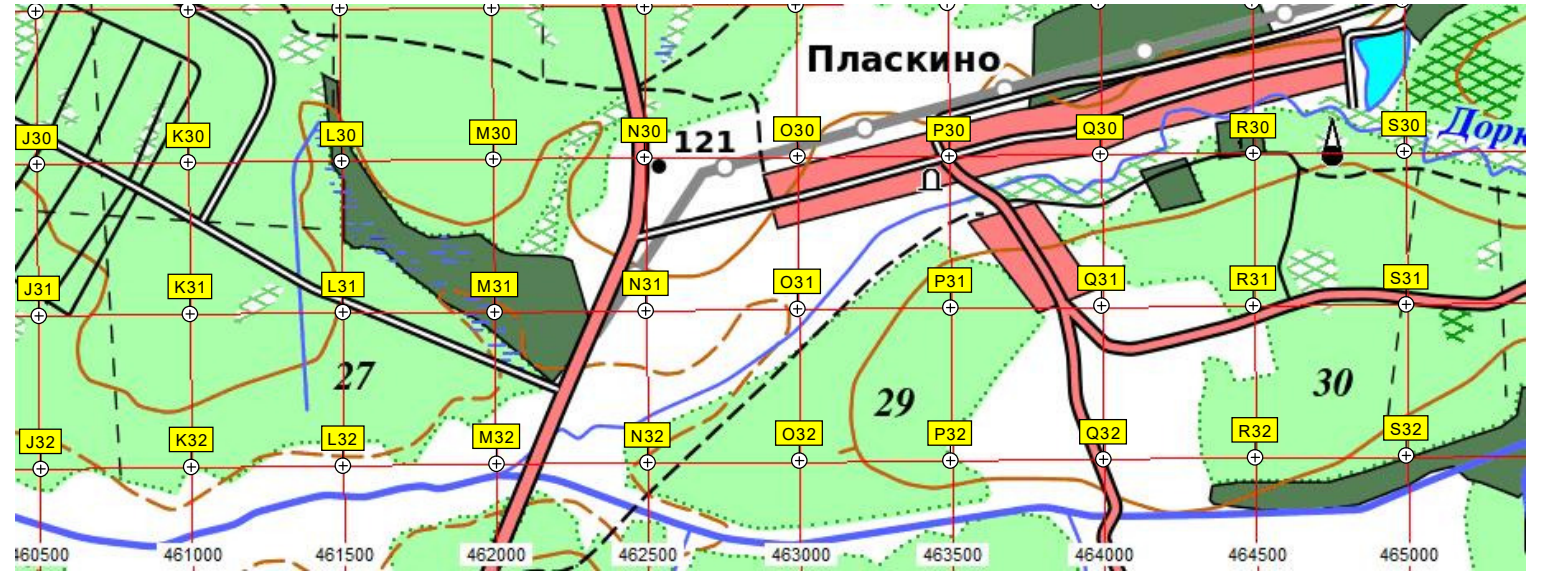 Пласкино
J30 K30 L30 M30 N30 121 O30 P30 Q30 R30 S30 Дорк
J31 K31 L31 M31 N31 O31 P31 Q31 R31 S31
27 29 30
J32 K32 L32 M32 N32 O32 P32 Q32 R32 S32
460500 461000 461500 462000 462500 463000 463500 464000 464500 465000